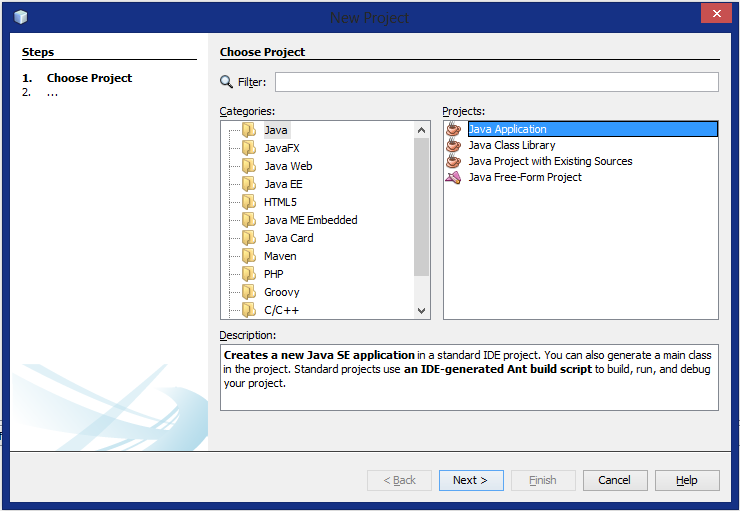 New Project
Steps
1. Choose Project
2. ...
Choose Project
Filter:
Categories:
Java
JavaFX
Java Web
Java EE
HTML5
Java ME Embedded
Java Card
Maven
PHP
Groovy
C/C++
Projects:
Java Application
Java Class Library
Java Project with Existing Sources
Java Free-Form Project
Description:
Creates a new Java SE application in a standard IDE project. You can also generate a main class
in the project. Standard projects use an IDE-generated Ant build script to build, run, and debug
your project.
< Back
Next >
Finish
Cancel
Help